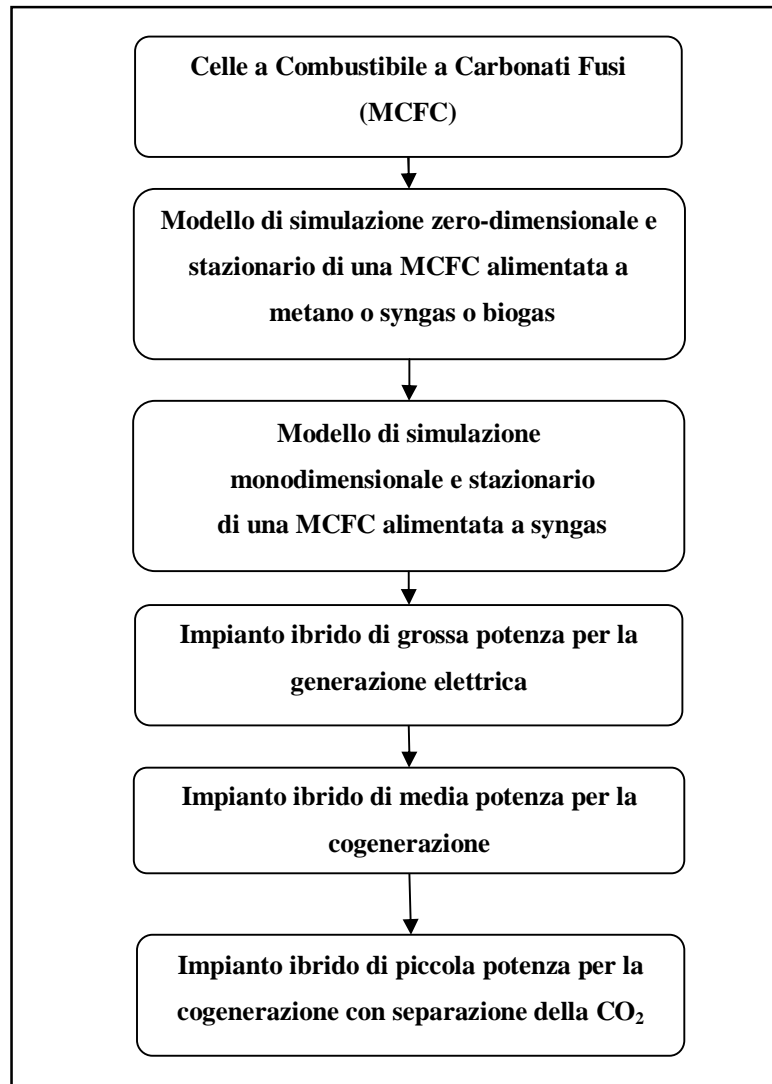 Celle a Combustibile a Carbonati Fusi
(MCFC)
Modello di simulazione zero-dimensionale e
stazionario di una MCFC alimentata a
metano o syngas o biogas
Modello di simulazione
monodimensionale e stazionario
di una MCFC alimentata a syngas
Impianto ibrido di grossa potenza per la
generazione elettrica
Impianto ibrido di media potenza per la
cogenerazione
Impianto ibrido di piccola potenza per la
cogenerazione con separazione della CO₂